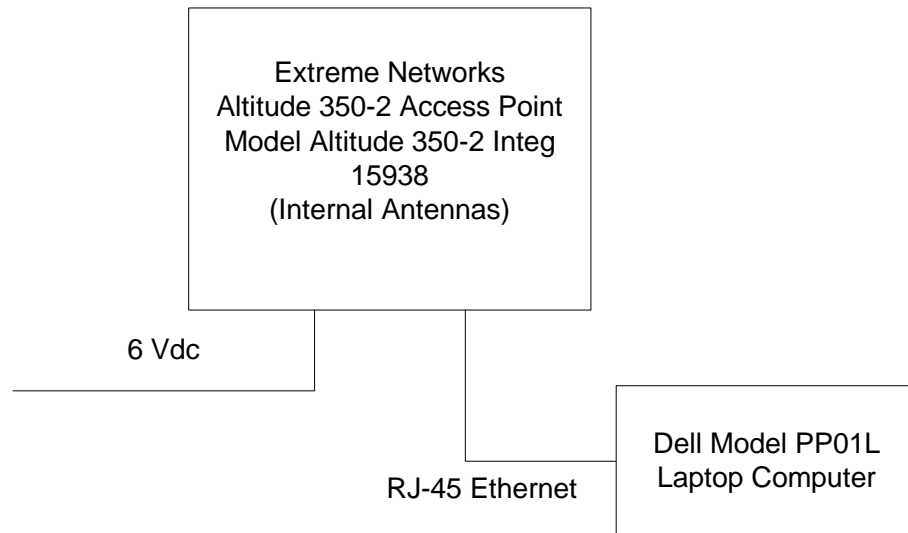 Extreme Networks
Altitude 350-2 Access Point
Model Altitude 350-2 Integ
15938
(Internal Antennas)
6 Vdc
Dell Model PP01L
Laptop Computer
RJ-45 Ethernet